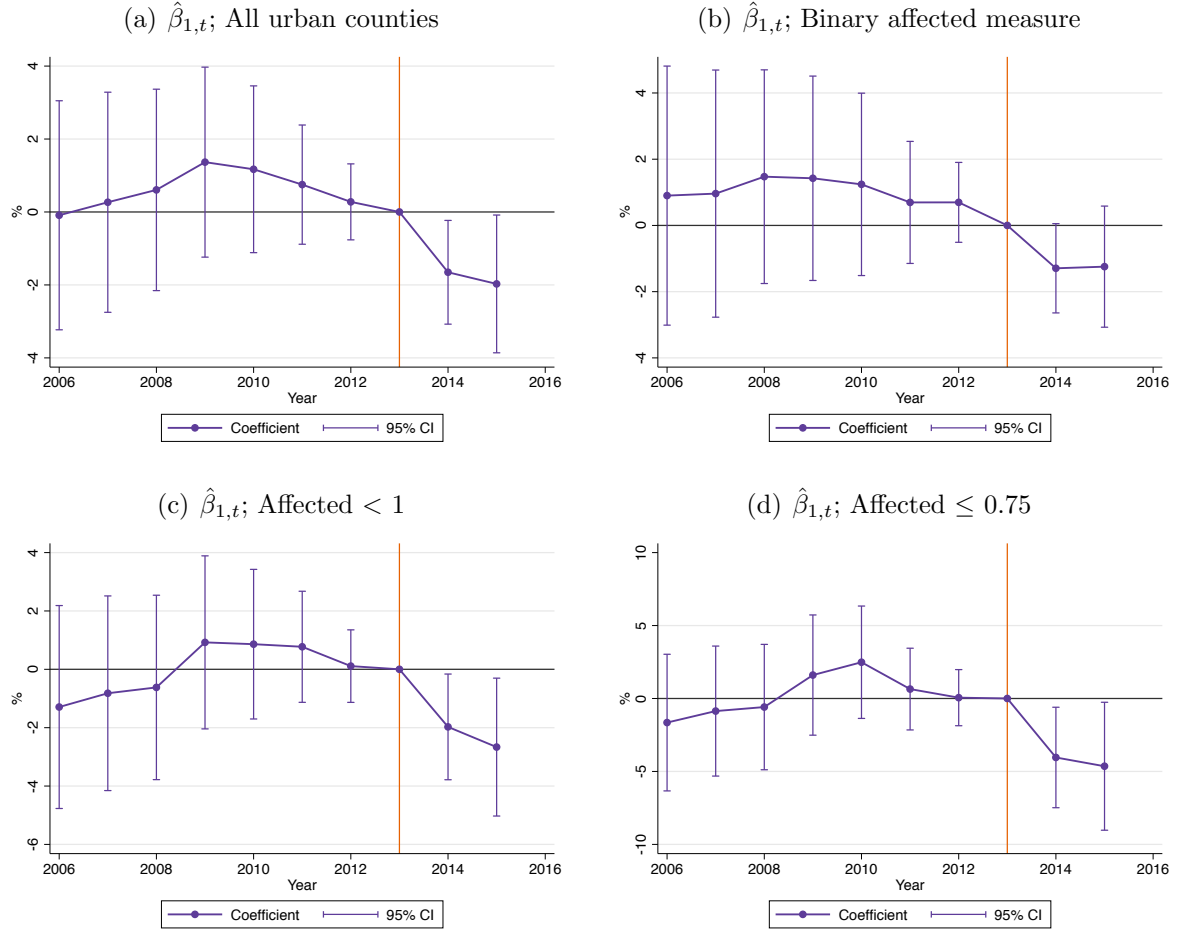 (a) β̂1,t; All urban counties
4
2
0
-2
-4
%
2006 2008 2010 2012 2014 2016
Year
Coefficient 95% CI
(b) β̂1,t; Binary affected measure
4
2
0
-2
-4
%
2006 2008 2010 2012 2014 2016
Year
Coefficient 95% CI
(c) β̂1,t; Affected < 1
4
2
0
-2
-4
-6
%
2006 2008 2010 2012 2014 2016
Year
Coefficient 95% CI
(d) β̂1,t; Affected ≤ 0.75
10
5
0
-5
-10
%
2006 2008 2010 2012 2014 2016
Year
Coefficient 95% CI